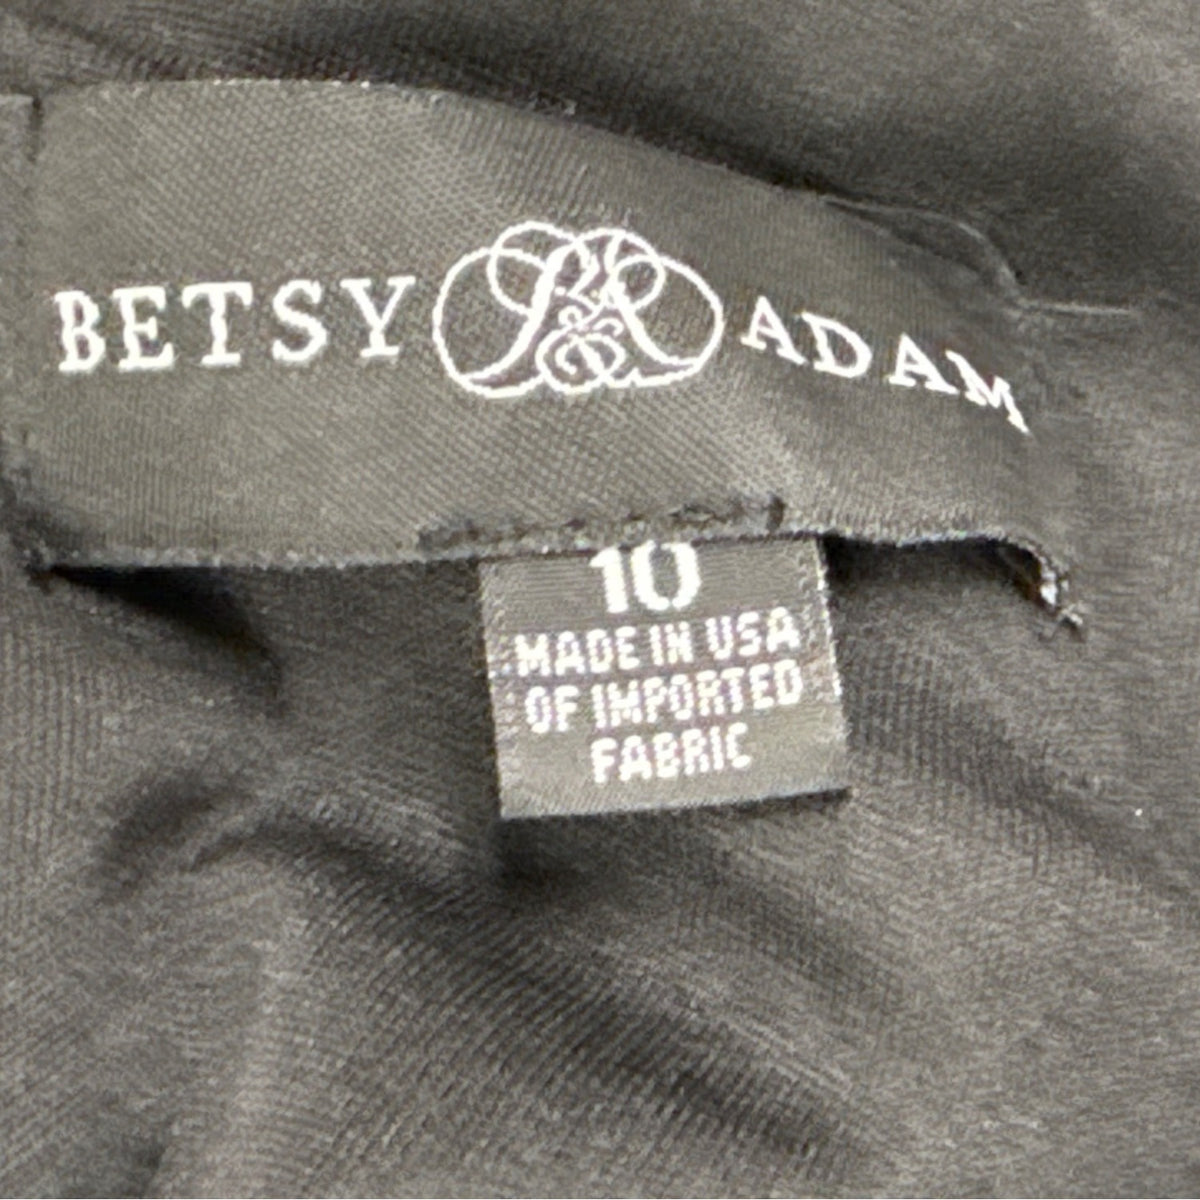 BETSY ADAM
10
MADE IN USA
OF IMPORTED
FABRIC